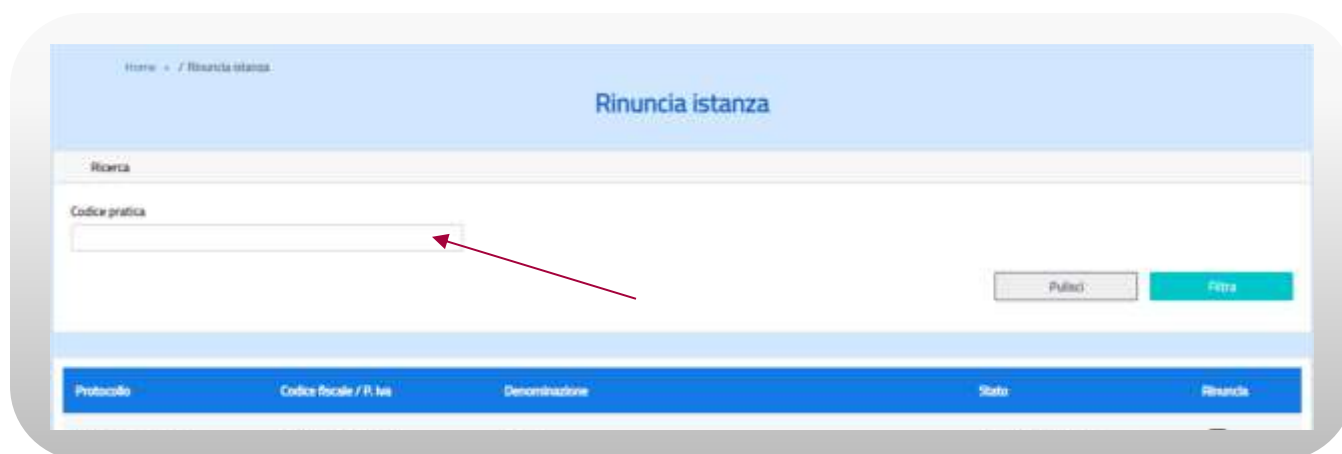 Home / Rinuncia istanza
Rinuncia istanza
Ricerca
Codice pratica
Pulisci Filtra
Protocollo Codice fiscale / P. Iva Denominazione Stato Rinuncia